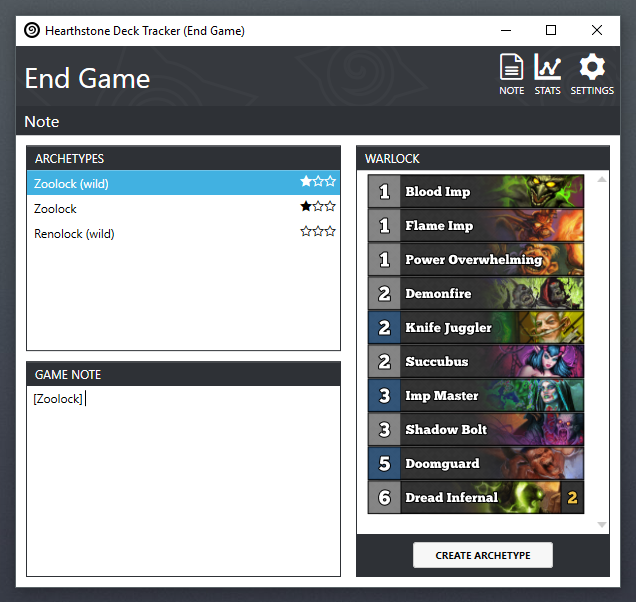 Hearthstone Deck Tracker (End Game)
End Game
NOTE
STATS
SETTINGS
Note
ARCHETYPES
Zoolock (wild)
Zoolock
Renolock (wild)
GAME NOTE
[Zoolock]
WARLOCK
1 Blood Imp
1 Flame Imp
1 Power Overwhelming
2 Demonfire
2 Knife Juggler
2 Succubus
3 Imp Master
3 Shadow Bolt
5 Doomguard
6 Dread Infernal 2
CREATE ARCHETYPE